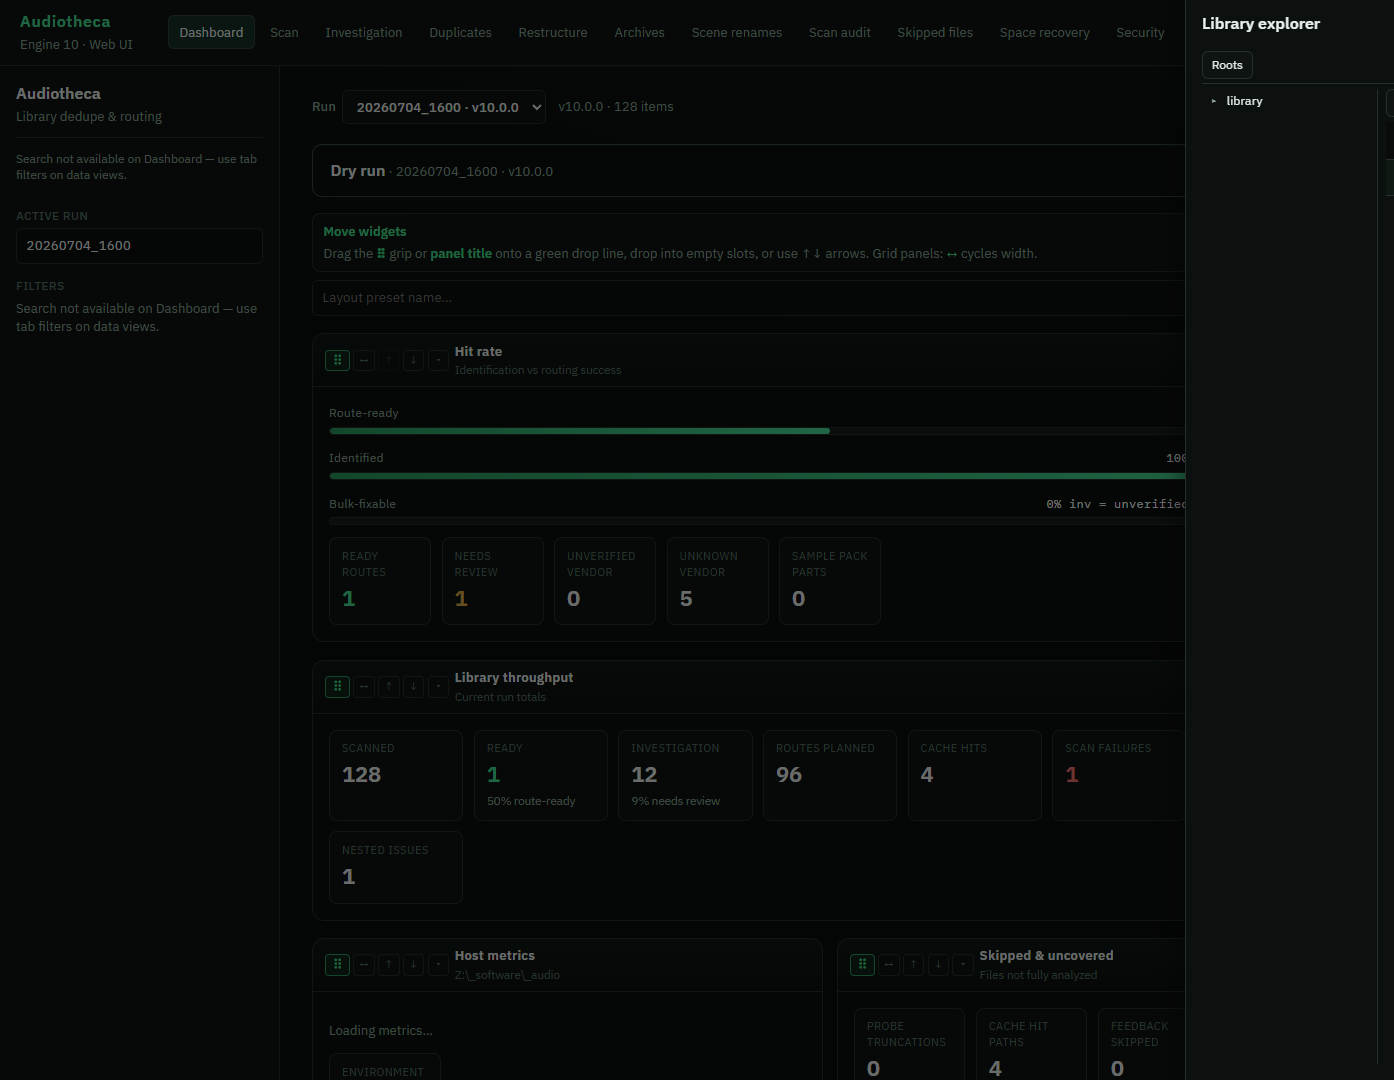 Audiotheca
Engine 10 · Web UI
Dashboard
Scan
Investigation
Duplicates
Restructure
Archives
Scene renames
Scan audit
Skipped files
Space recovery
Security
Audiotheca
Library dedupe & routing
Search not available on Dashboard — use tab
filters on data views.
ACTIVE RUN
20260704_1600
FILTERS
Search not available on Dashboard — use
tab filters on data views.
Run
20260704_1600 · v10.0.0
v10.0.0 · 128 items
Dry run · 20260704_1600 · v10.0.0
Move widgets
Drag the ⠿ grip or panel title onto a green drop line, drop into empty slots, or use ↑ ↓ arrows. Grid panels: ↔ cycles width.
Layout preset name...
Hit rate
Identification vs routing success
Route-ready
Identified
100
Bulk-fixable
0% inv = unverified
READY
ROUTES
1
NEEDS
REVIEW
1
UNVERIFIED
VENDOR
0
UNKNOWN
VENDOR
5
SAMPLE PACK
PARTS
0
Library throughput
Current run totals
SCANNED
128
READY
1
50% route-ready
INVESTIGATION
12
9% needs review
ROUTES PLANNED
96
CACHE HITS
4
SCAN FAILURES
1
NESTED ISSUES
1
Host metrics
Z:\_software\_audio
Loading metrics...
ENVIRONMENT
Skipped & uncovered
Files not fully analyzed
PROBE
TRUNCATIONS
0
CACHE HIT
PATHS
4
FEEDBACK
SKIPPED
0
Library explorer
Roots
▸ library